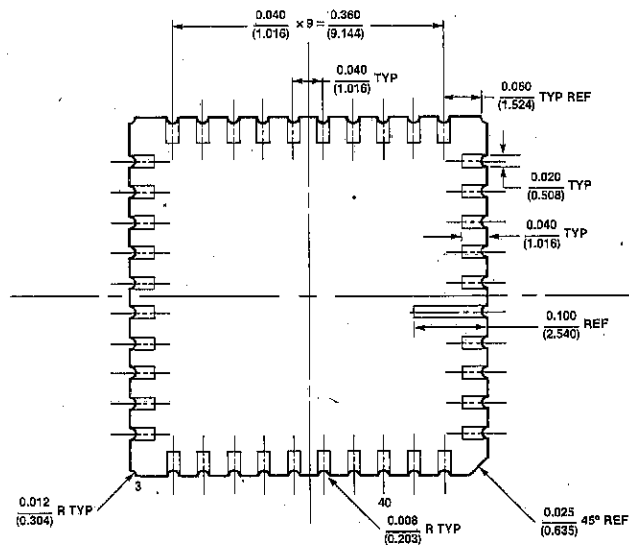 0.040 × 9 = 0.360
(1.016) (9.144)
0.040 TYP
(1.016)
0.060 TYP REF
(1.524)
0.020 TYP
(0.508)
0.040 TYP
(1.016)
0.100 REF
(2.540)
3
40
0.012 R TYP
(0.304)
0.008 R TYP
(0.203)
0.025 45° REF
(0.635)